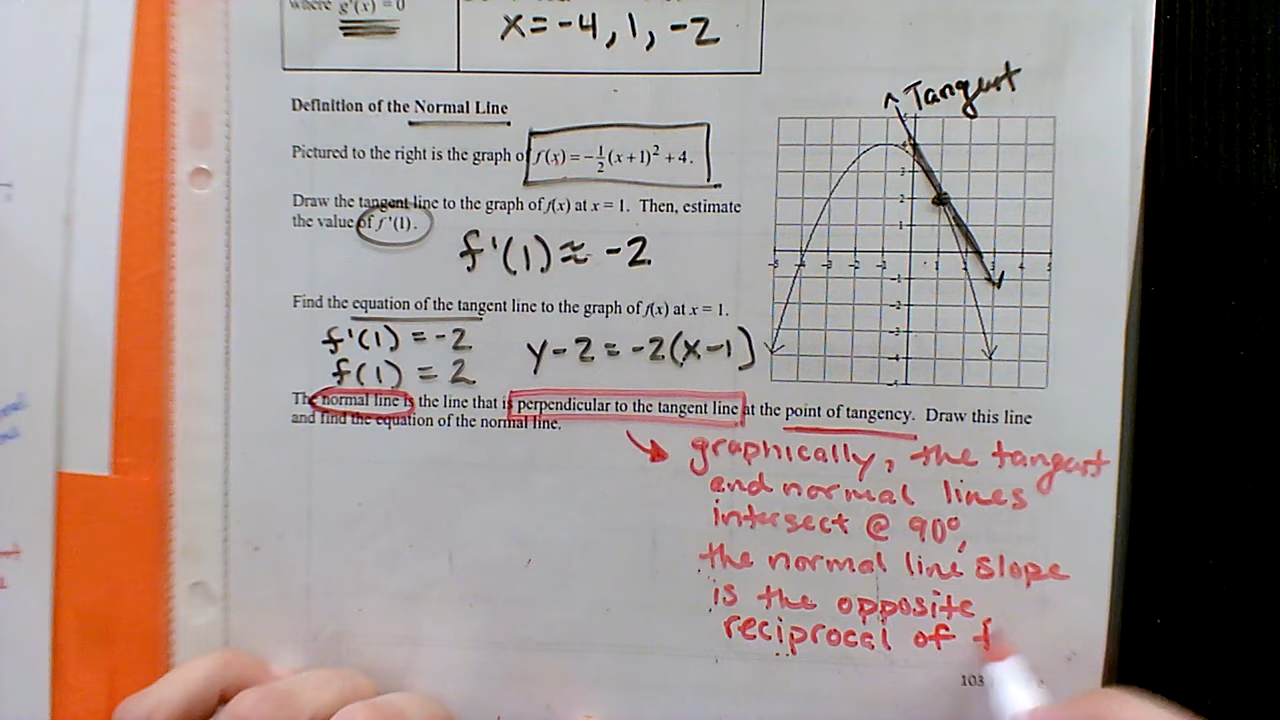 where g'(x) = 0
x = -4, 1, -2
Definition of the Normal Line
Pictured to the right is the graph of f(x) = -1/2(x+1)² + 4.
Draw the tangent line to the graph of f(x) at x = 1. Then, estimate
the value of f'(1).
f'(1) ≈ -2
Find the equation of the tangent line to the graph of f(x) at x = 1.
f'(1) = -2
f(1) = 2
y-2 = -2(x-1)
Tangent
The normal line is the line that is perpendicular to the tangent line at the point of tangency. Draw this line
and find the equation of the normal line.
graphically, the tangent
and normal lines
intersect @ 90°,
the normal line slope
is the opposite
reciprocal of f
103